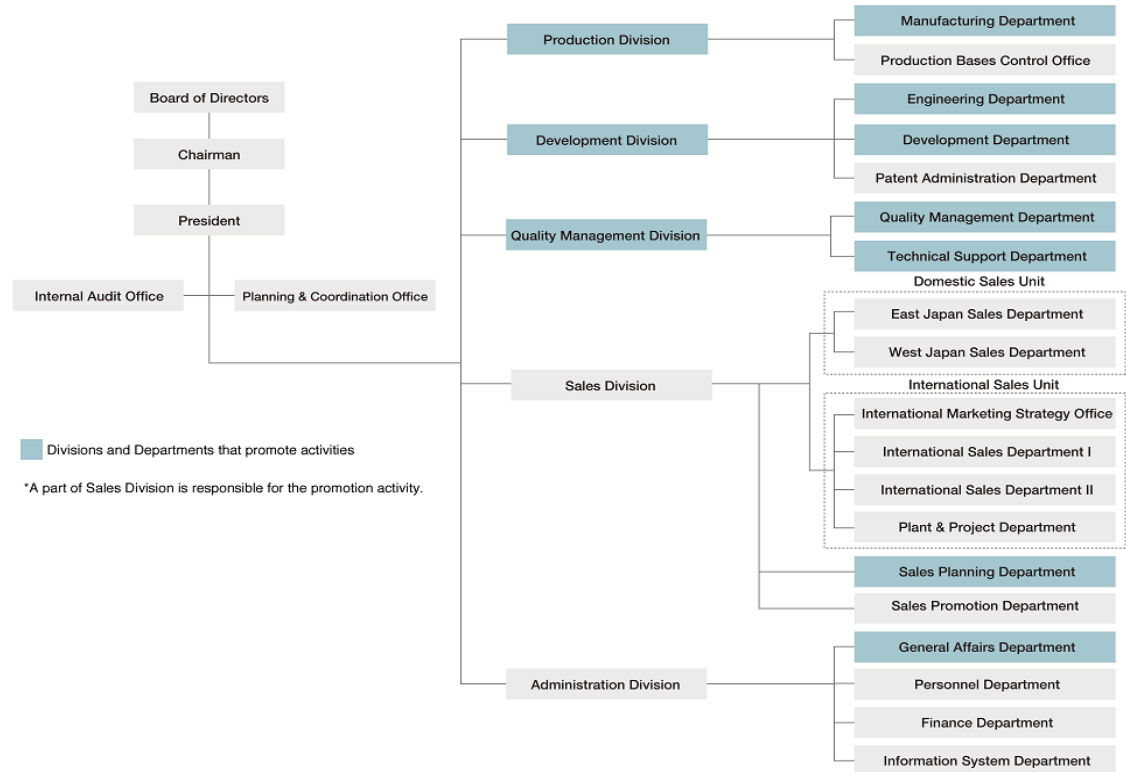 Board of Directors
Chairman
President
Internal Audit Office
Planning & Coordination Office
Divisions and Departments that promote activities
*A part of Sales Division is responsible for the promotion activity.
Production Division
Manufacturing Department
Production Bases Control Office
Development Division
Engineering Department
Development Department
Patent Administration Department
Quality Management Division
Quality Management Department
Technical Support Department
Sales Division
Domestic Sales Unit
East Japan Sales Department
West Japan Sales Department
International Sales Unit
International Marketing Strategy Office
International Sales Department I
International Sales Department II
Plant & Project Department
Sales Planning Department
Sales Promotion Department
Administration Division
General Affairs Department
Personnel Department
Finance Department
Information System Department